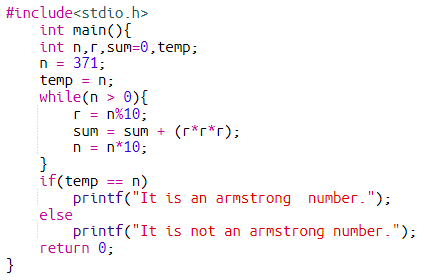 #include<stdio.h>
    int main(){
    int n,r,sum=0,temp;
    n = 371;
    temp = n;
    while(n > 0){
        r = n%10;
        sum = sum + (r*r*r);
        n = n*10;
    }
    if(temp == n)
        printf("It is an armstrong  number.");
    else
        printf("It is not an armstrong number.");
    return 0;
}